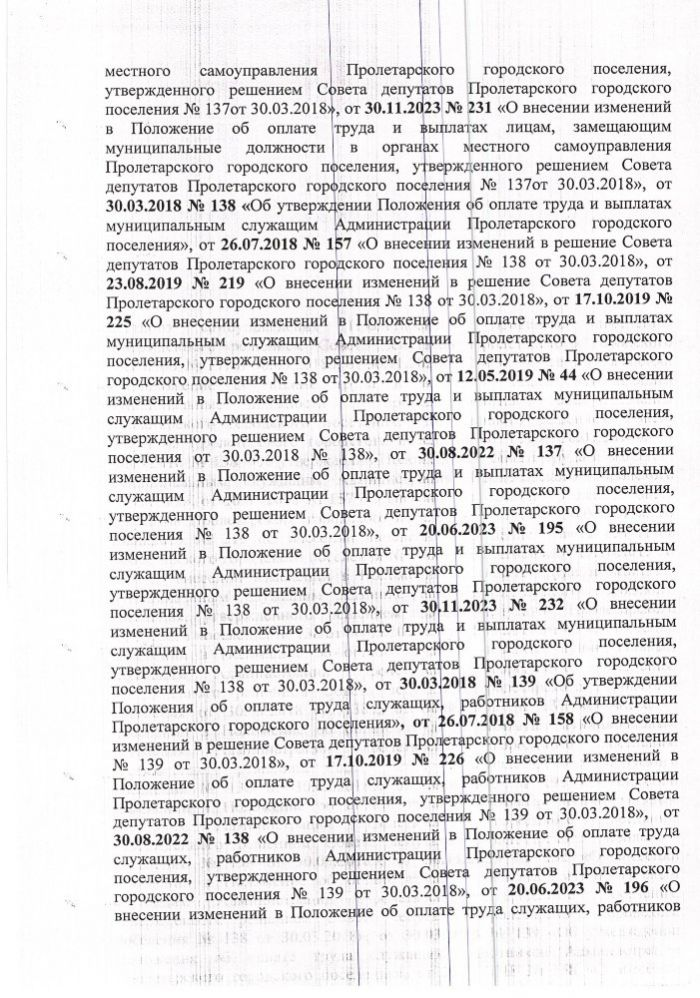 местного самоуправления Пролетарского городского поселения,
утвержденного решением Совета депутатов Пролетарского городского
поселения № 137от 30.03.2018», от 30.11.2023 № 231 «О внесении изменений
в Положение об оплате труда и выплатах лицам, замещающим
муниципальные должности в органах местного самоуправления
Пролетарского городского поселения, утвержденного решением Совета
депутатов Пролетарского городского поселения № 137от 30.03.2018», от
30.03.2018 № 138 «Об утверждении Положения об оплате труда и выплатах
муниципальным служащим Администрации Пролетарского городского
поселения», от 26.07.2018 № 157 «О внесении изменений в решение Совета
депутатов Пролетарского городского поселения № 138 от 30.03.2018», от
23.08.2019 № 219 «О внесении изменений в решение Совета депутатов
Пролетарского городского поселения № 138 от 30.03.2018», от 17.10.2019 №
225 «О внесении изменений в Положение об оплате труда и выплатах
муниципальным служащим Администрации Пролетарского городского
поселения, утвержденного решением Совета депутатов Пролетарского
городского поселения № 138 от 30.03.2018», от 12.05.2019 № 44 «О внесении
изменений в Положение об оплате труда и выплатах муниципальным
служащим Администрации Пролетарского городского поселения,
утвержденного решением Совета депутатов Пролетарского городского
поселения от 30.03.2018 № 138», от 30.08.2022 № 137 «О внесении
изменений в Положение об оплате труда и выплатах муниципальным
служащим Администрации Пролетарского городского поселения,
утвержденного решением Совета депутатов Пролетарского городского
поселения № 138 от 30.03.2018», от 20.06.2023 № 195 «О внесении
изменений в Положение об оплате труда и выплатах муниципальным
служащим Администрации Пролетарского городского поселения,
утвержденного решением Совета депутатов Пролетарского городского
поселения № 138 от 30.03.2018», от 30.11.2023 № 232 «О внесении
изменений в Положение об оплате труда и выплатах муниципальным
служащим Администрации Пролетарского городского поселения,
утвержденного решением Совета депутатов Пролетарского городского
поселения № 138 от 30.03.2018», от 30.03.2018 № 139 «Об утверждении
Положения об оплате труда служащих, работников Администрации
Пролетарского городского поселения», от 26.07.2018 № 158 «О внесении
изменений в решение Совета депутатов Пролетарского городского поселения
№ 139 от 30.03.2018», от 17.10.2019 № 226 «О внесении изменений в
Положение об оплате труда служащих, работников Администрации
Пролетарского городского поселения, утвержденного решением Совета
депутатов Пролетарского городского поселения № 139 от 30.03.2018», от
30.08.2022 № 138 «О внесении изменений в Положение об оплате труда
служащих, работников Администрации Пролетарского городского
поселения, утвержденного решением Совета депутатов Пролетарского
городского поселения № 139 от 30.03.2018», от 20.06.2023 № 196 «О
внесении изменений в Положение об оплате труда служащих, работников